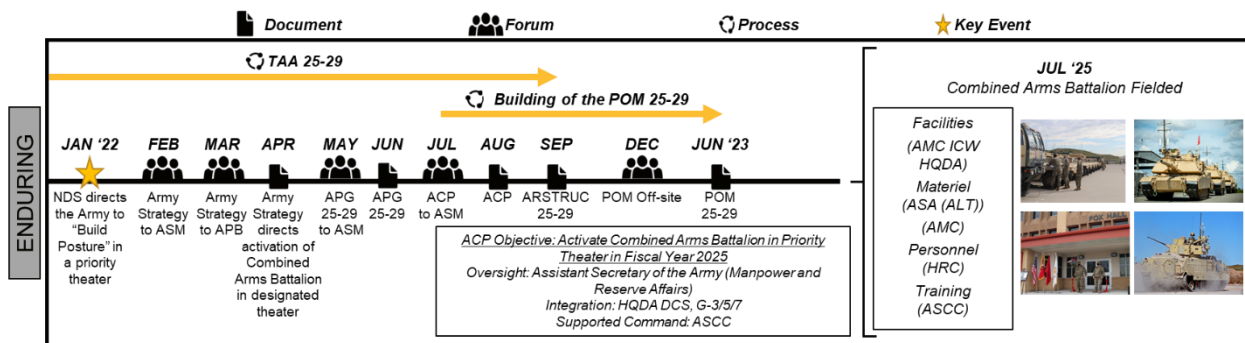 Document
Forum
Process
Key Event
ENDURING
TAA 25-29
Building of the POM 25-29
JAN '22
NDS directs
the Army to
"Build
Posture" in
a priority
theater
FEB
Army
Strategy
to ASM
MAR
Army
Strategy
to APB
APR
Army
Strategy
directs
activation of
Combined
Arms Battalion
in designated
theater
MAY
APG
25-29
to ASM
JUN
APG
25-29
JUL
ACP
to ASM
AUG
ACP
SEP
ARSTRUC
25-29
DEC
POM Off-site
JUN '23
POM
25-29
ACP Objective: Activate Combined Arms Battalion in Priority
Theater in Fiscal Year 2025
Oversight: Assistant Secretary of the Army (Manpower and
Reserve Affairs)
Integration: HQDA DCS, G-3/5/7
Supported Command: ASCC
JUL '25
Combined Arms Battalion Fielded
Facilities
(AMC ICW
HQDA)
Materiel
(ASA (ALT))
(AMC)
Personnel
(HRC)
Training
(ASCC)
FOX HALL